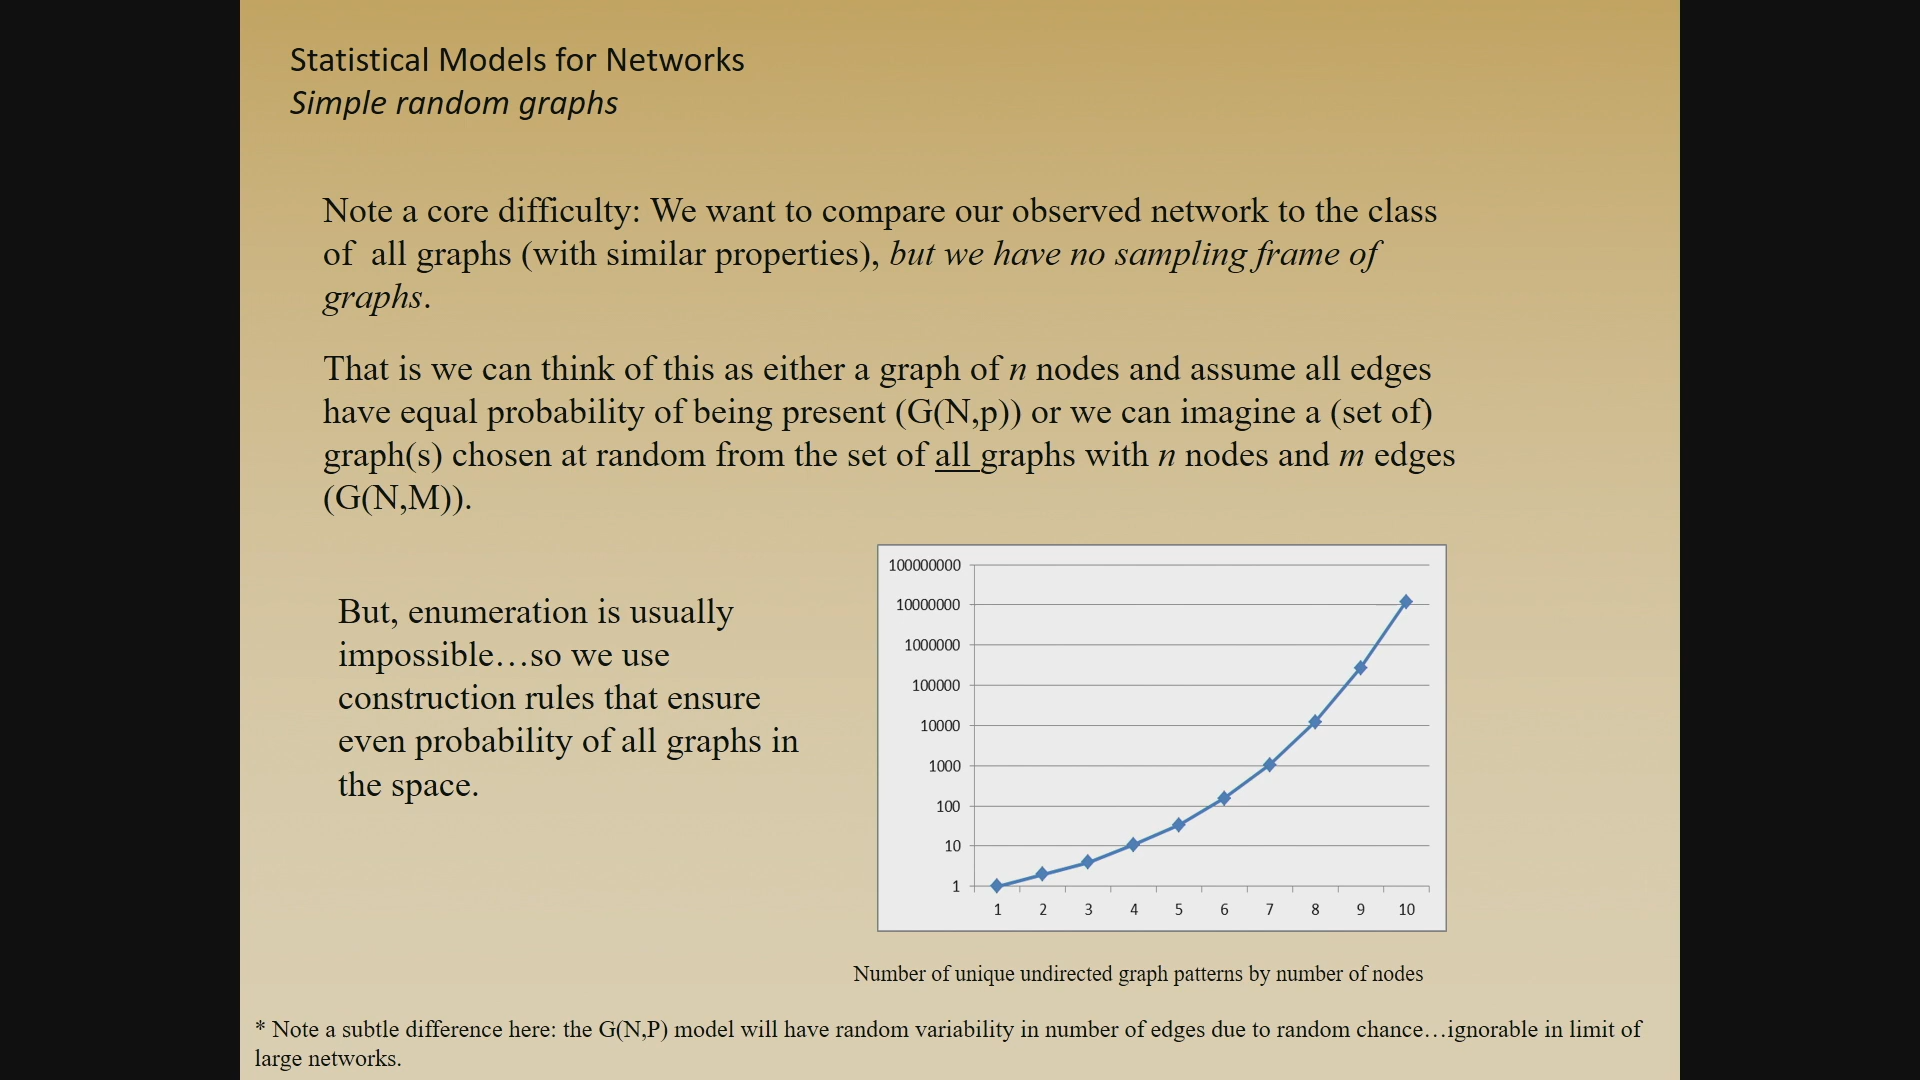 Statistical Models for Networks
Simple random graphs
Note a core difficulty: We want to compare our observed network to the class
of all graphs (with similar properties), but we have no sampling frame of
graphs.
That is we can think of this as either a graph of n nodes and assume all edges
have equal probability of being present (G(N,p)) or we can imagine a (set of)
graph(s) chosen at random from the set of all graphs with n nodes and m edges
(G(N,M)).
But, enumeration is usually
impossible…so we use
construction rules that ensure
even probability of all graphs in
the space.
100000000
10000000
1000000
100000
10000
1000
100
10
1
1 2 3 4 5 6 7 8 9 10
Number of unique undirected graph patterns by number of nodes
* Note a subtle difference here: the G(N,P) model will have random variability in number of edges due to random chance…ignorable in limit of
large networks.